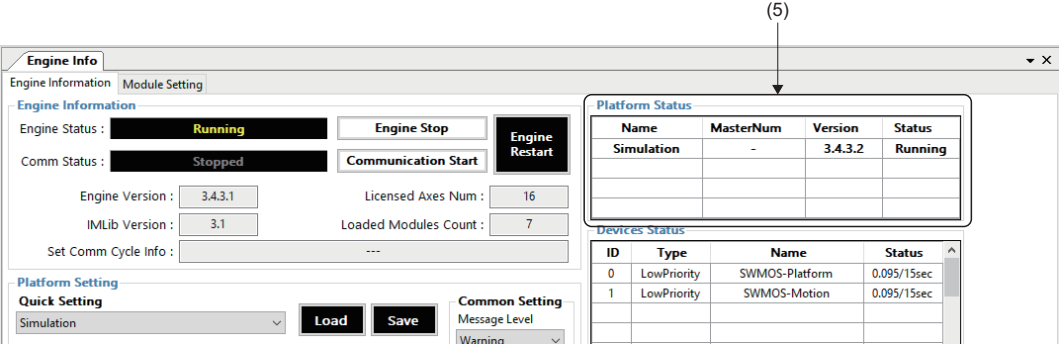 (5)
Engine Info
Engine Information Module Setting
Engine Information
Engine Status : Running Engine Stop Engine Restart
Comm Status : Stopped Communication Start
Engine Version : 3.4.3.1 Licensed Axes Num : 16
IMLib Version : 3.1 Loaded Modules Count : 7
Set Comm Cycle Info : ---
Platform Setting
Quick Setting
Simulation
Load Save
Common Setting
Message Level
Warning
Platform Status
Name MasterNum Version Status
Simulation - 3.4.3.2 Running
Devices Status
ID Type Name Status
0 LowPriority SWMOS-Platform 0.095/15sec
1 LowPriority SWMOS-Motion 0.095/15sec